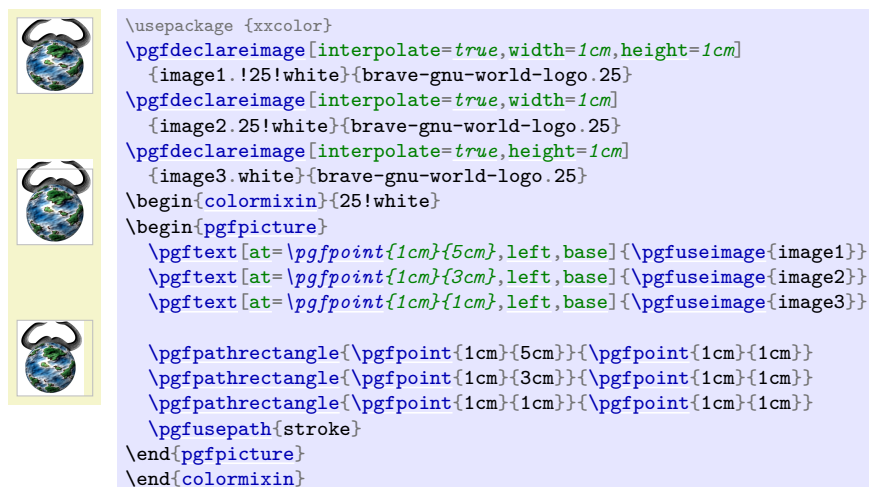 \usepackage {xxcolor}
\pgfdeclareimage[interpolate=true,width=1cm,height=1cm]
{image1.!25!white}{brave-gnu-world-logo.25}
\pgfdeclareimage[interpolate=true,width=1cm]
{image2.25!white}{brave-gnu-world-logo.25}
\pgfdeclareimage[interpolate=true,height=1cm]
{image3.white}{brave-gnu-world-logo.25}
\begin{colormixin}{25!white}
\begin{pgfpicture}
\pgftext[at=\pgfpoint{1cm}{5cm},left,base]{\pgfuseimage{image1}}
\pgftext[at=\pgfpoint{1cm}{3cm},left,base]{\pgfuseimage{image2}}
\pgftext[at=\pgfpoint{1cm}{1cm},left,base]{\pgfuseimage{image3}}
\pgfpathrectangle{\pgfpoint{1cm}{5cm}}{\pgfpoint{1cm}{1cm}}
\pgfpathrectangle{\pgfpoint{1cm}{3cm}}{\pgfpoint{1cm}{1cm}}
\pgfpathrectangle{\pgfpoint{1cm}{1cm}}{\pgfpoint{1cm}{1cm}}
\pgfusepath{stroke}
\end{pgfpicture}
\end{colormixin}